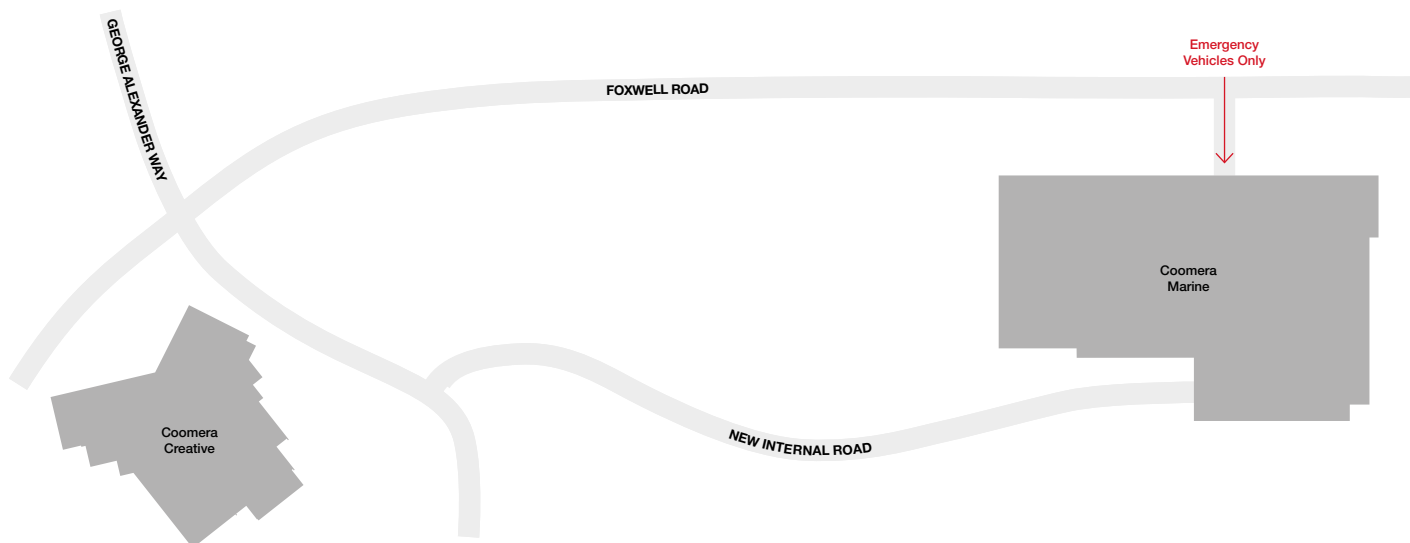 GEORGE ALEXANDER WAY
FOXWELL ROAD
Emergency
Vehicles Only
Coomera
Marine
Coomera
Creative
NEW INTERNAL ROAD